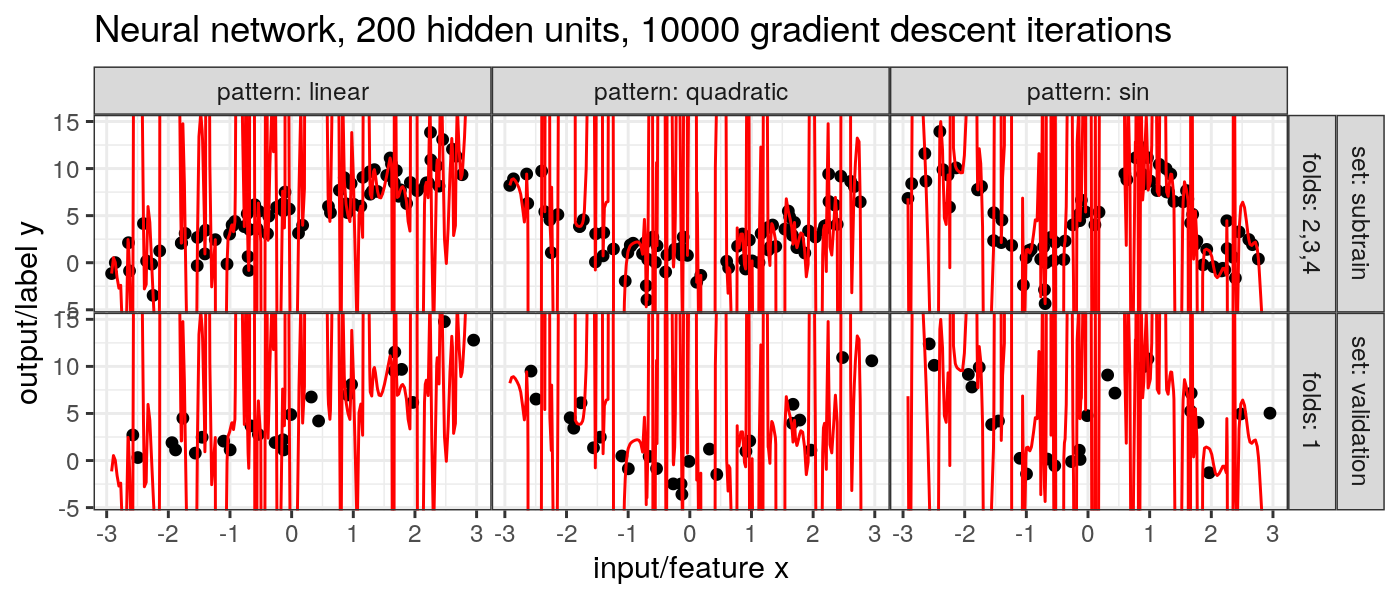 Neural network, 200 hidden units, 10000 gradient descent iterations
pattern: linear
pattern: quadratic
pattern: sin
15
10
5
0
-5
folds: 2,3,4
set: subtrain
15
10
5
0
-5
folds: 1
set: validation
output/label y
-3 -2 -1 0 1 2 3
-3 -2 -1 0 1 2 3
-3 -2 -1 0 1 2 3
input/feature x